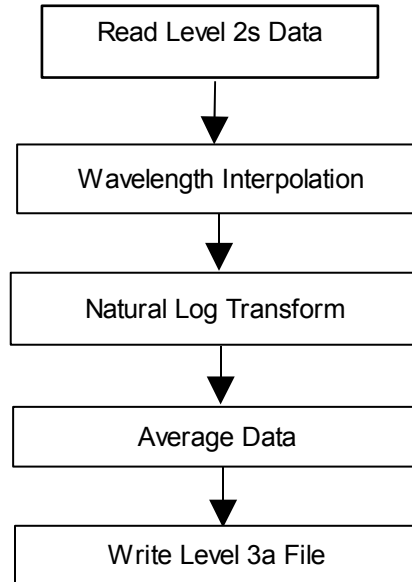 Read Level 2s Data
Wavelength Interpolation
Natural Log Transform
Average Data
Write Level 3a File